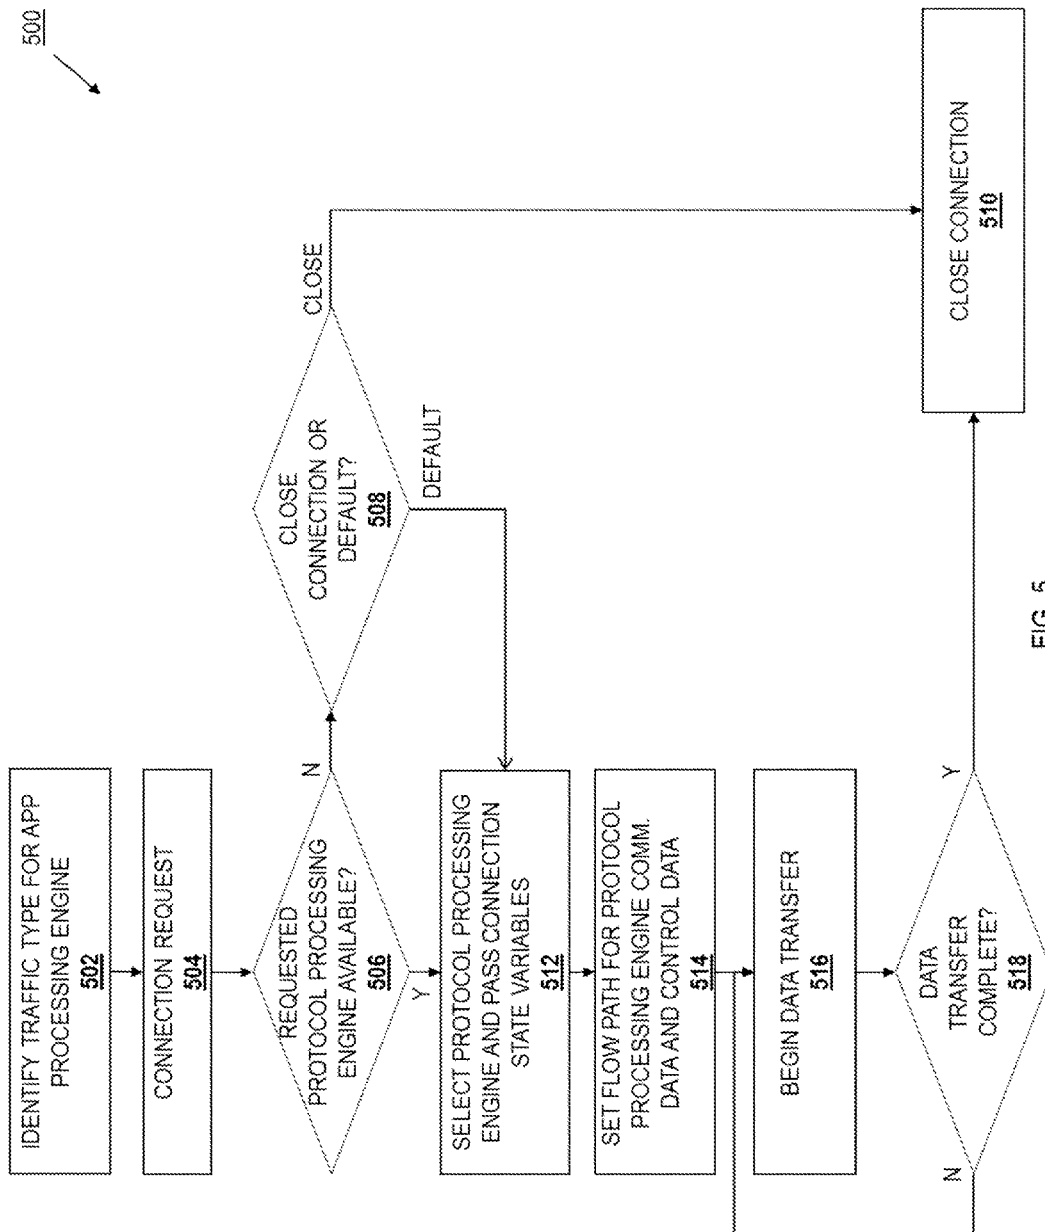 500
IDENTIFY TRAFFIC TYPE FOR APP
PROCESSING ENGINE
502
CONNECTION REQUEST
504
REQUESTED
PROTOCOL PROCESSING
ENGINE AVAILABLE?
506
N
Y
CLOSE
CONNECTION OR
DEFAULT?
508
CLOSE
DEFAULT
SELECT PROTOCOL PROCESSING
ENGINE AND PASS CONNECTION
STATE VARIABLES
512
SET FLOW PATH FOR PROTOCOL
PROCESSING ENGINE COMM.
DATA AND CONTROL DATA
514
BEGIN DATA TRANSFER
516
DATA
TRANSFER
COMPLETE?
518
N
Y
CLOSE CONNECTION
510
FIG. 5